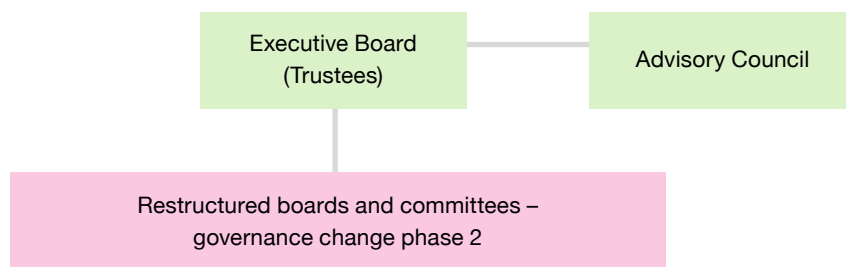 Executive Board
(Trustees)
Advisory Council
Restructured boards and committees –
governance change phase 2